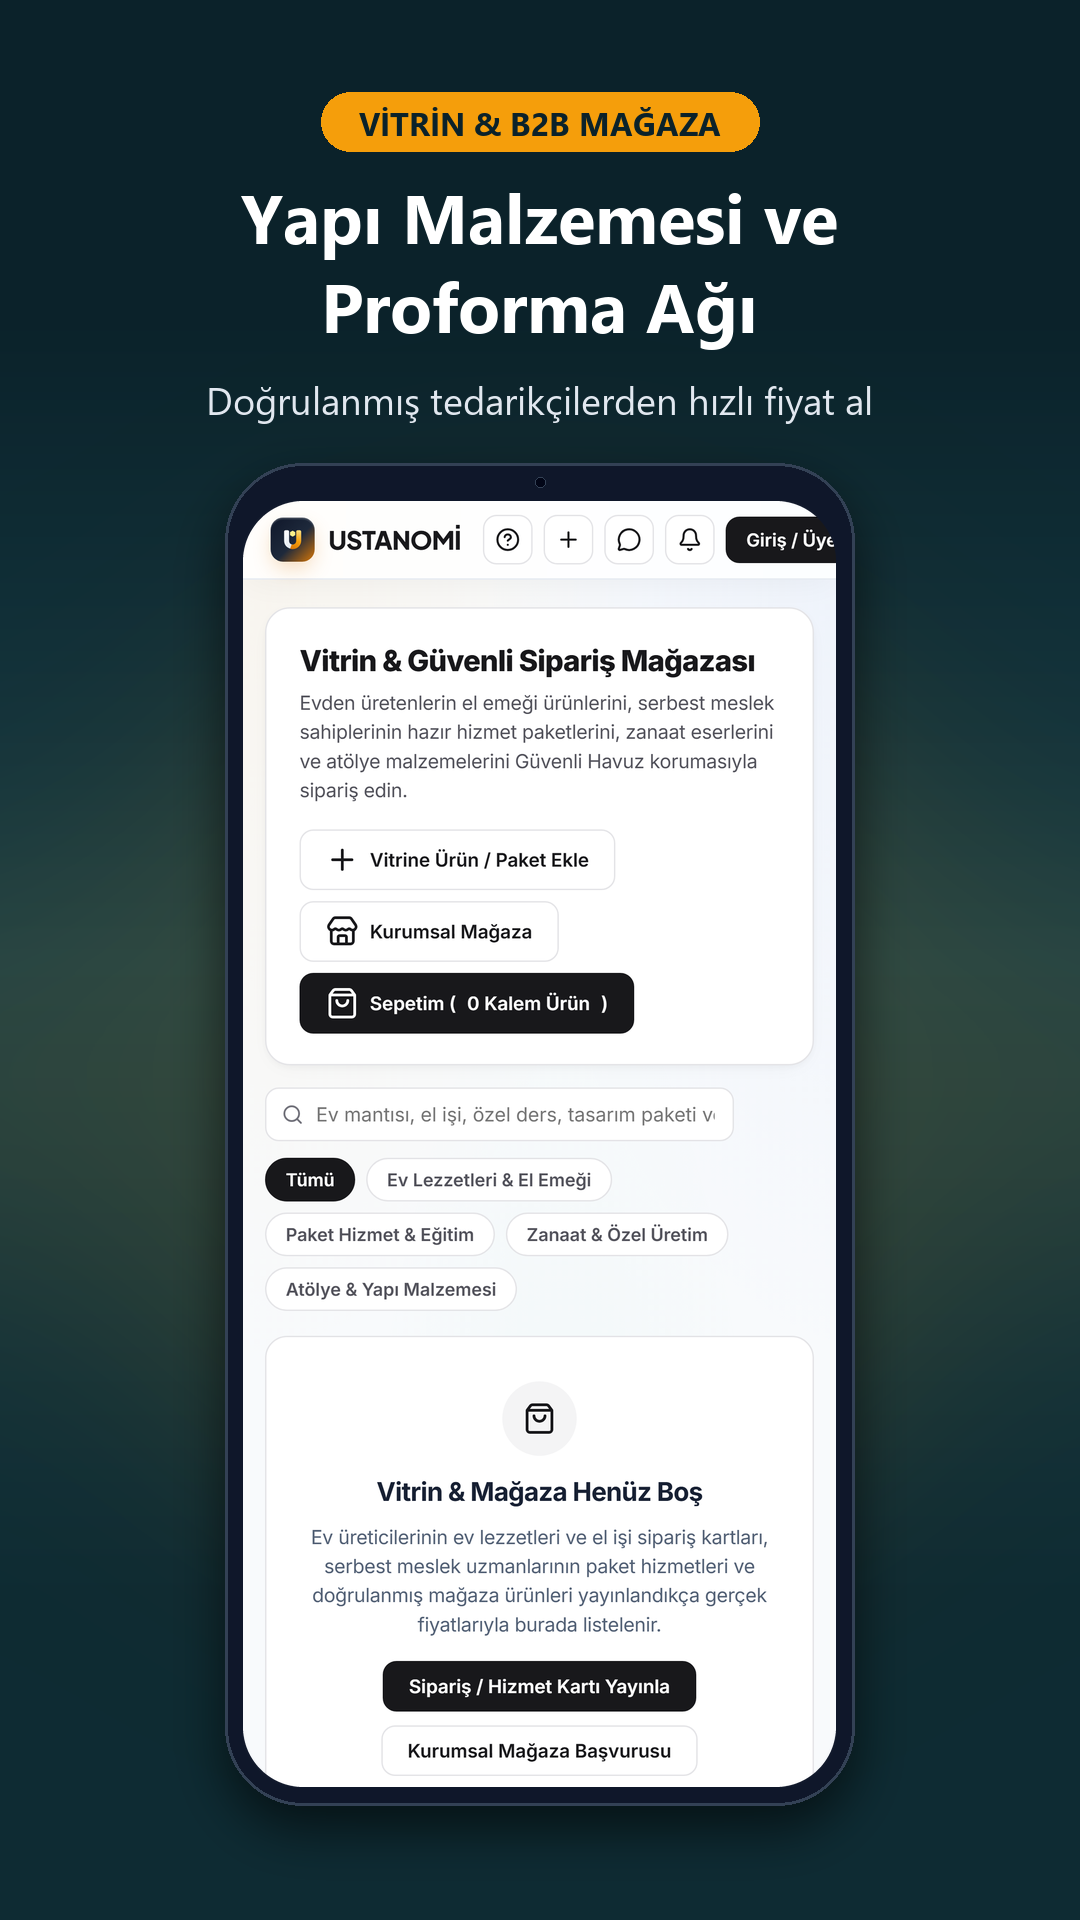 VİTRİN & B2B MAĞAZA
Yapı Malzemesi ve
Proforma Ağı
Doğrulanmış tedarikçilerden hızlı fiyat al
USTANOMİ
Giriş / Üye
Vitrin & Güvenli Sipariş Mağazası
Evden üretenlerin el emeği ürünlerini, serbest meslek
sahiplerinin hazır hizmet paketlerini, zanaat eserlerini
ve atölye malzemelerini Güvenli Havuz korumasıyla
sipariş edin.
Vitrine Ürün / Paket Ekle
Kurumsal Mağaza
Sepetim ( 0 Kalem Ürün )
Ev mantısı, el işi, özel ders, tasarım paketi
Tümü
Ev Lezzetleri & El Emeği
Paket Hizmet & Eğitim
Zanaat & Özel Üretim
Atölye & Yapı Malzemesi
Vitrin & Mağaza Henüz Boş
Ev üreticilerinin ev lezzetleri ve el işi sipariş kartları,
serbest meslek uzmanlarının paket hizmetleri ve
doğrulanmış mağaza ürünleri yayınlandıkça gerçek
fiyatlarıyla burada listelenir.
Sipariş / Hizmet Kartı Yayınla
Kurumsal Mağaza Başvurusu